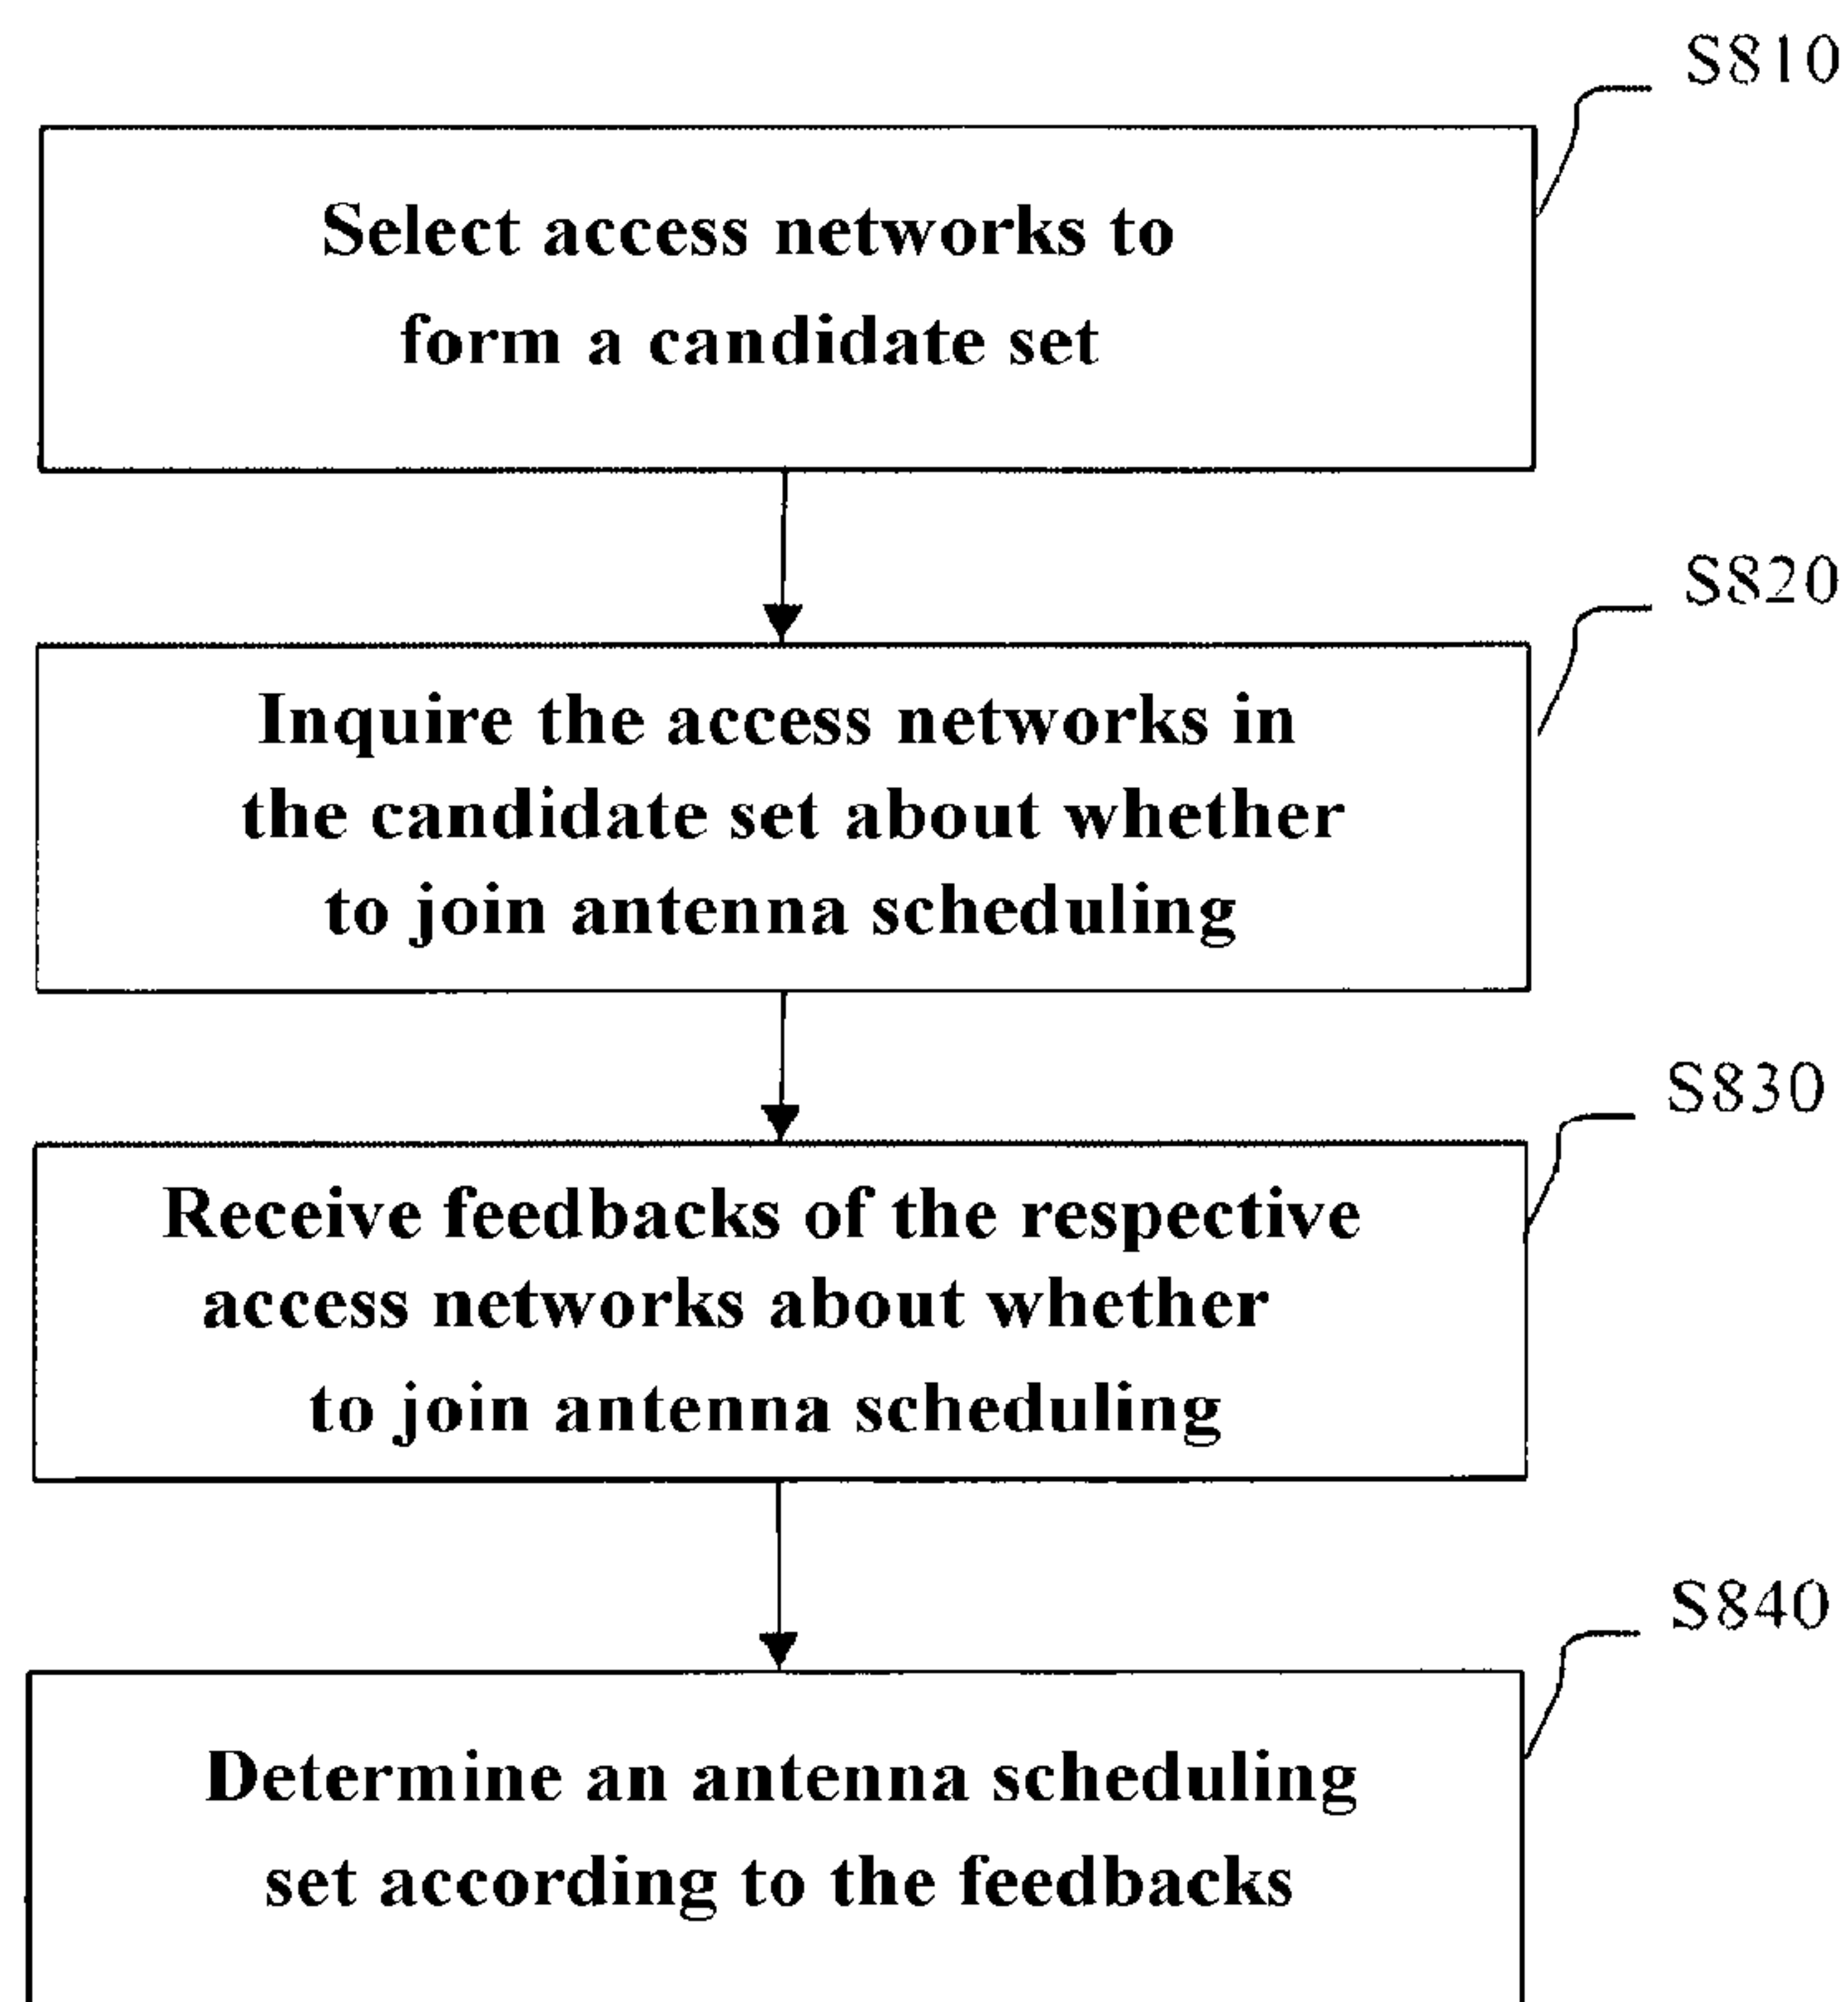 S810
Select access networks to
form a candidate set
S820
Inquire the access networks in
the candidate set about whether
to join antenna scheduling
S830
Receive feedbacks of the respective
access networks about whether
to join antenna scheduling
S840
Determine an antenna scheduling
set according to the feedbacks